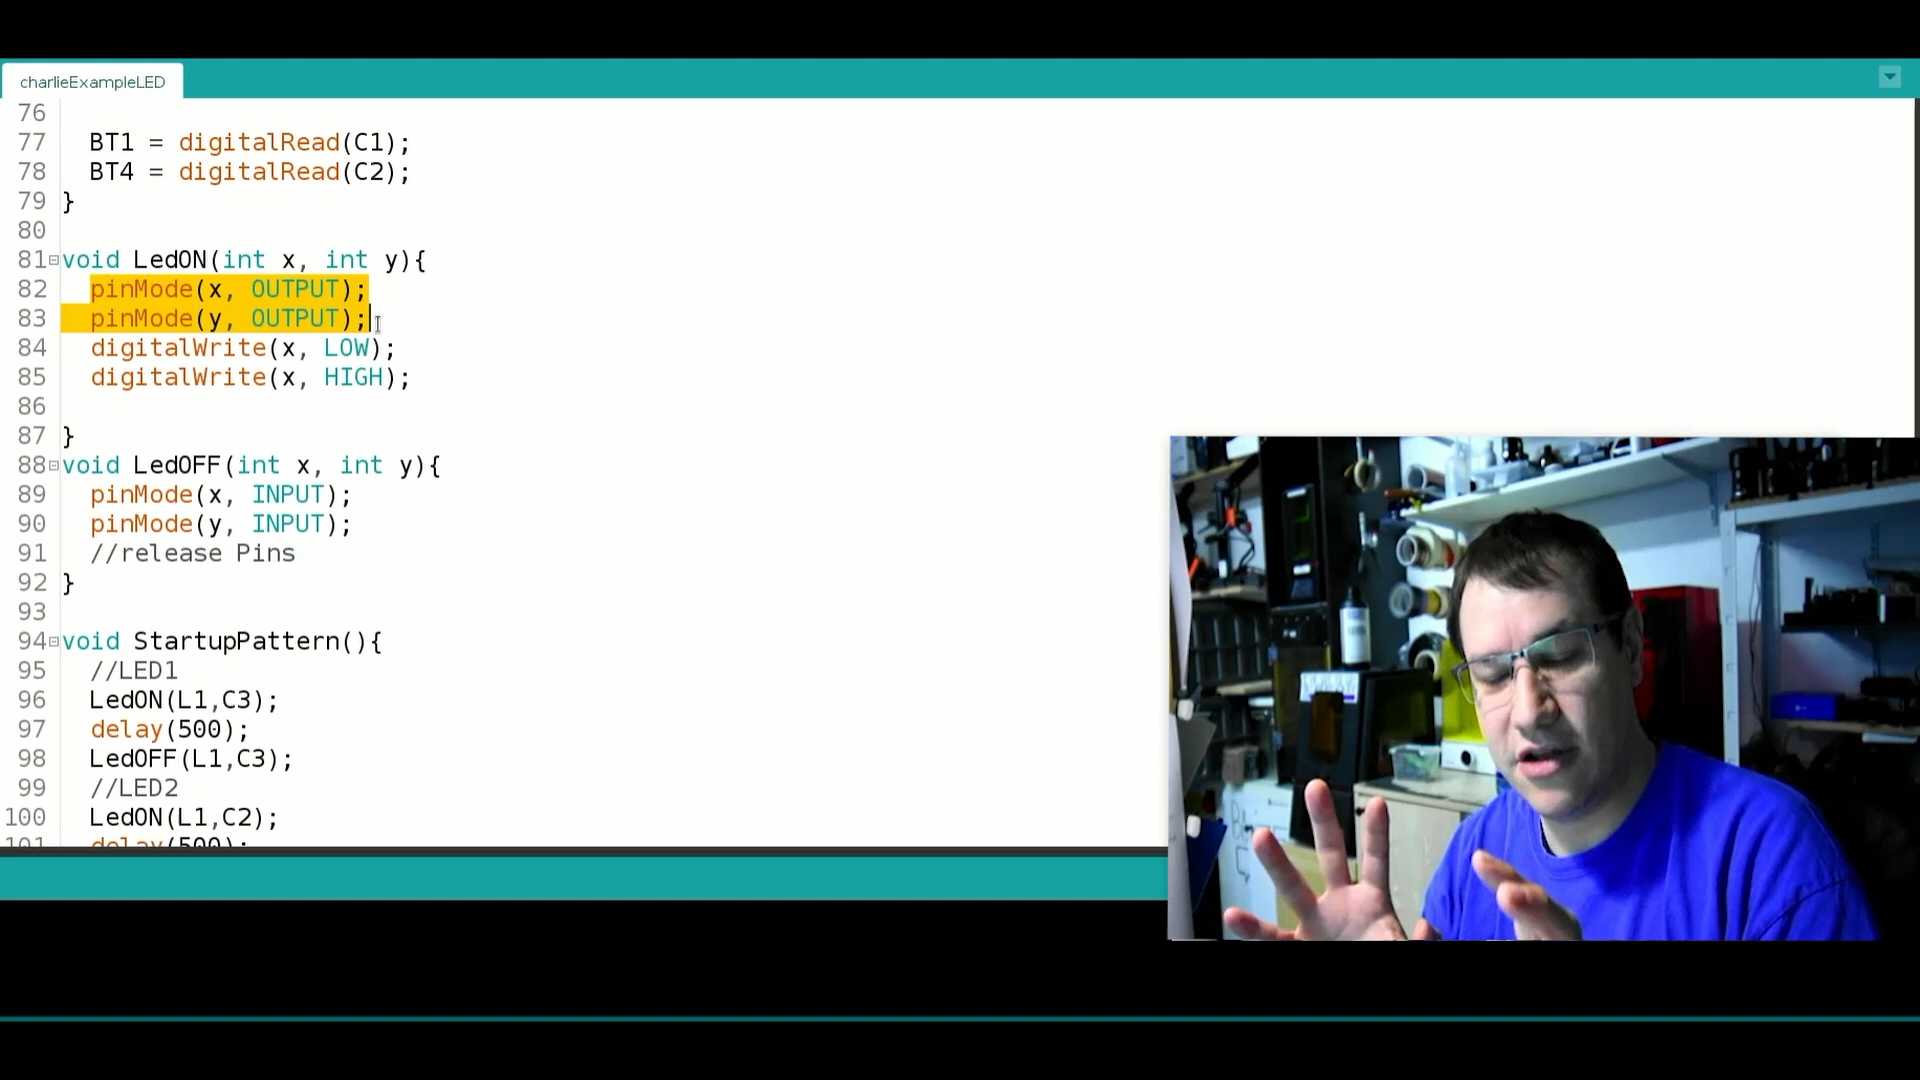 charlieExampleLED
76
77 BT1 = digitalRead(C1);
78 BT4 = digitalRead(C2);
79 }
80
81 void LedON(int x, int y){
82 pinMode(x, OUTPUT);
83 pinMode(y, OUTPUT);
84 digitalWrite(x, LOW);
85 digitalWrite(x, HIGH);
86
87 }
88 void LedOFF(int x, int y){
89 pinMode(x, INPUT);
90 pinMode(y, INPUT);
91 //release Pins
92 }
93
94 void StartupPattern(){
95 //LED1
96 LedON(L1,C3);
97 delay(500);
98 LedOFF(L1,C3);
99 //LED2
100 LedON(L1,C2);
101 delay(500);